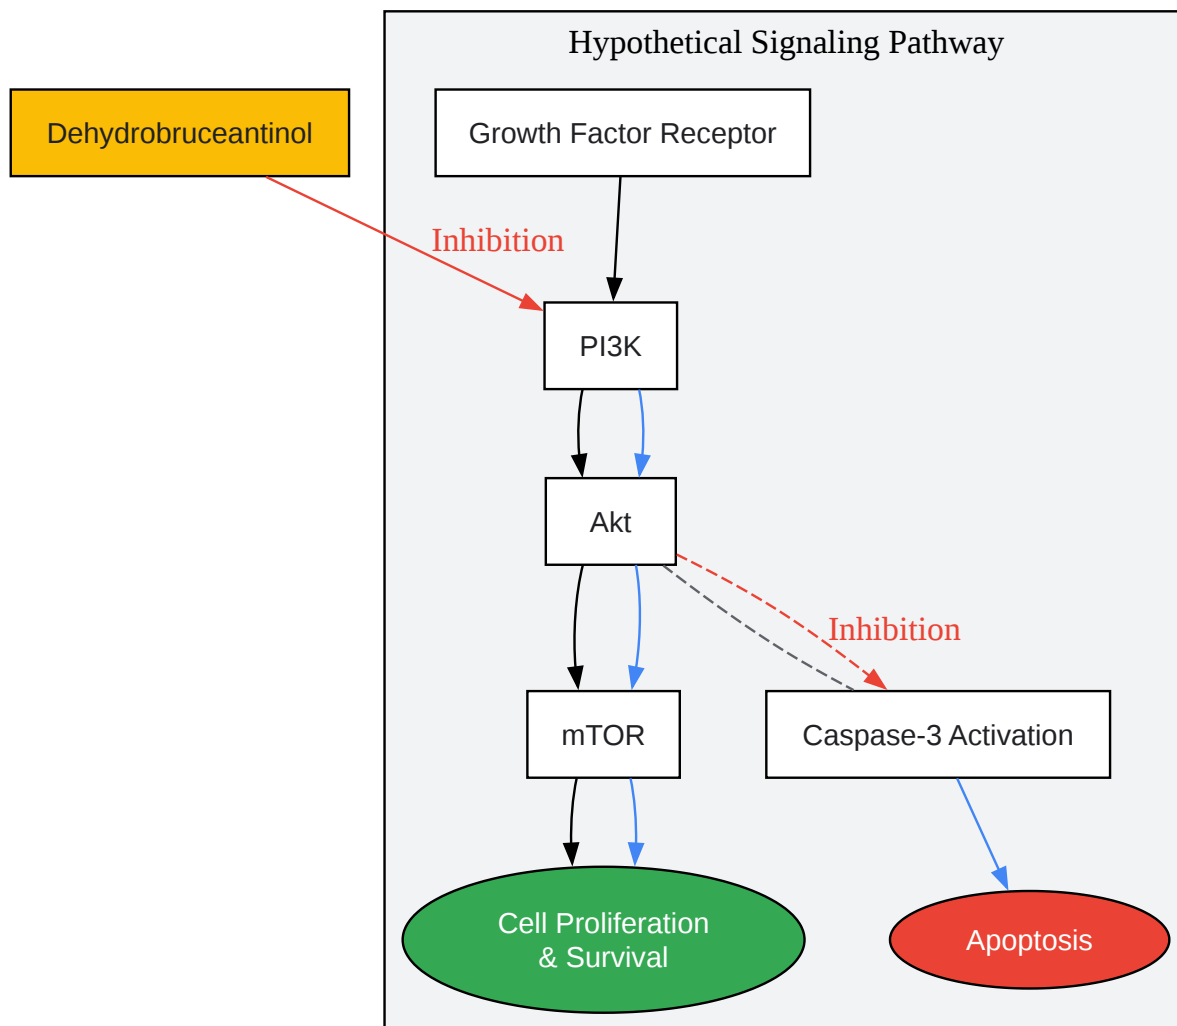 Hypothetical Signaling Pathway
Dehydrobruceantinol
Growth Factor Receptor
Inhibition
PI3K
Akt
Inhibition
mTOR
Caspase-3 Activation
Cell Proliferation
& Survival
Apoptosis